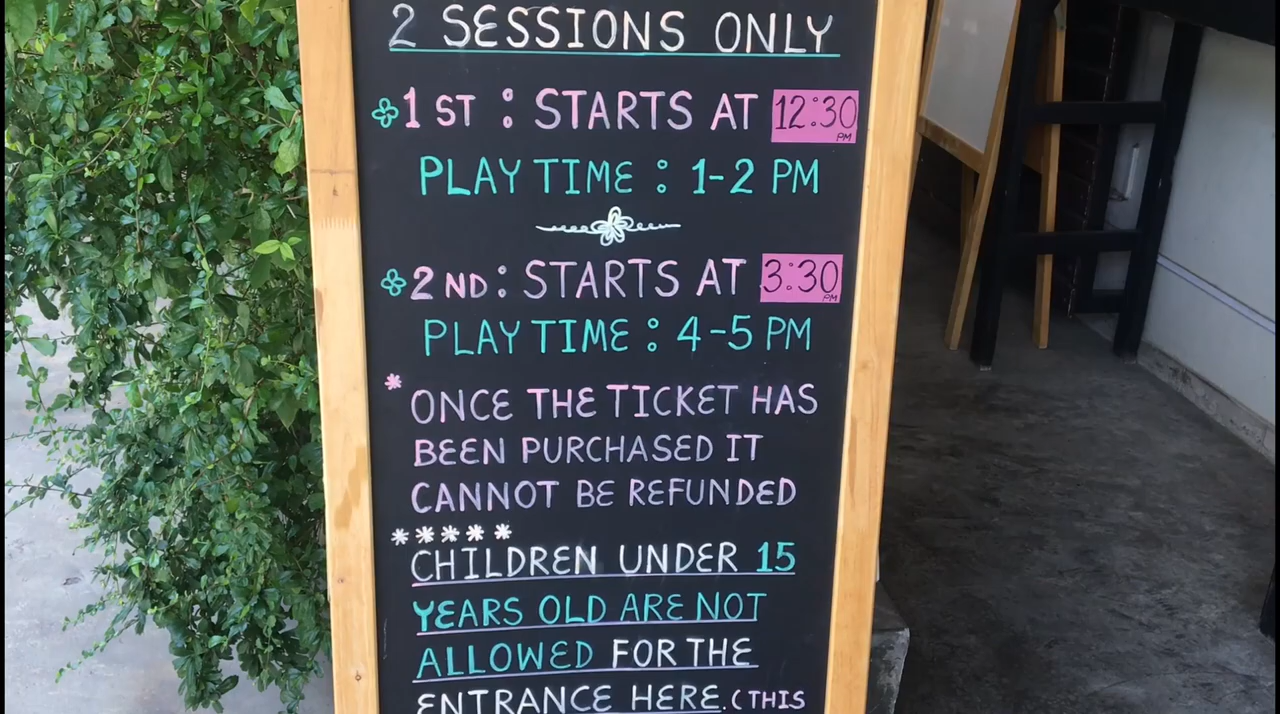 2 SESSIONS ONLY
1 ST : STARTS AT 12:30 PM
PLAY TIME : 1-2 PM
2 ND : STARTS AT 3:30 PM
PLAY TIME : 4-5 PM
* ONCE THE TICKET HAS
BEEN PURCHASED IT
CANNOT BE REFUNDED
*****
CHILDREN UNDER 15
YEARS OLD ARE NOT
ALLOWED FOR THE
ENTRANCE HERE. (THIS